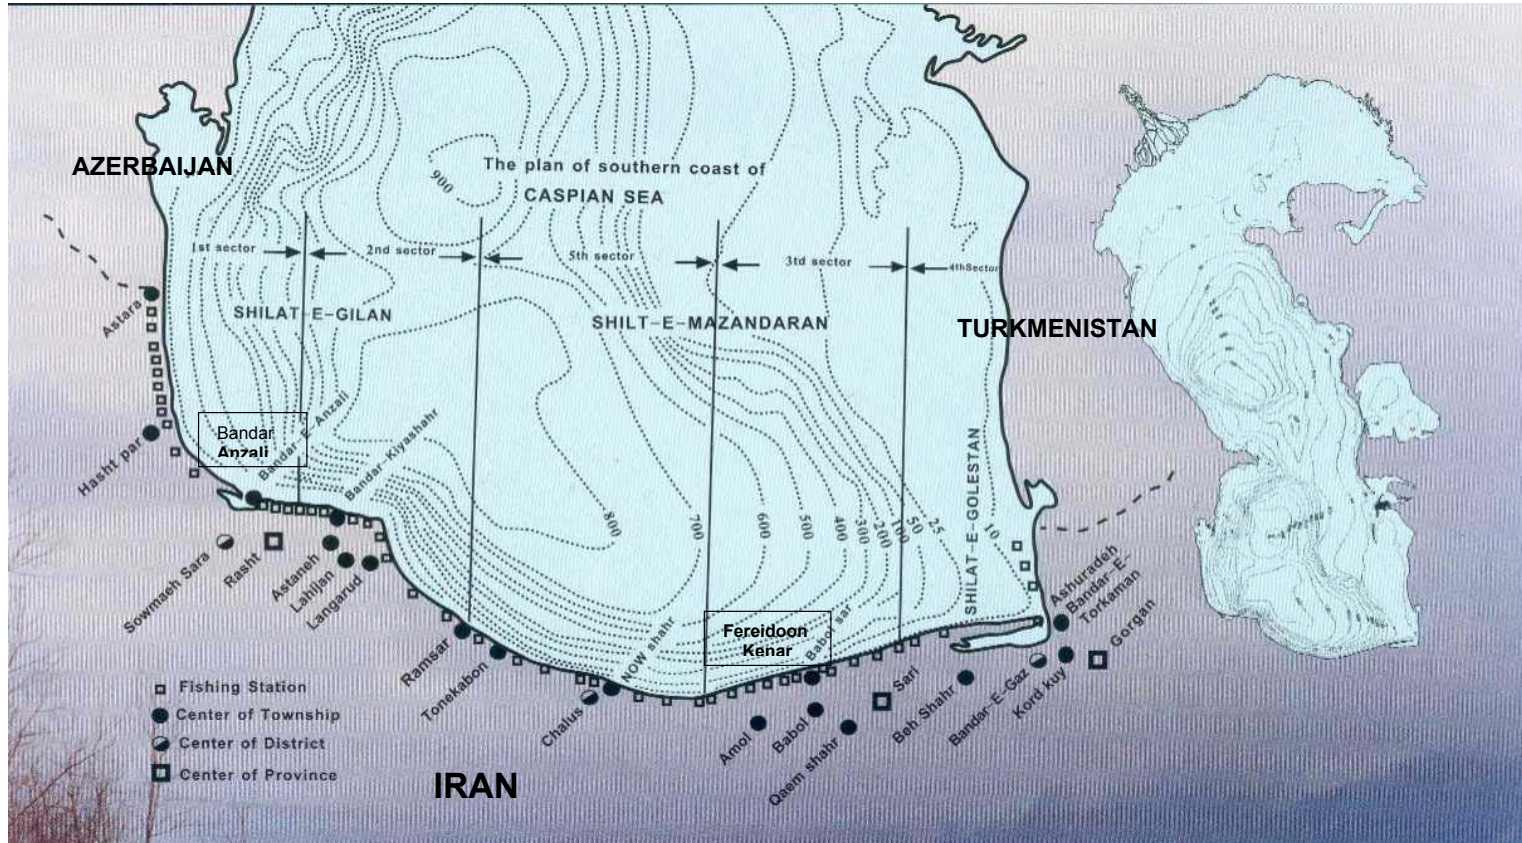 The plan of southern coast of
CASPIAN SEA
AZERBAIJAN
900
1st sector
2nd sector
5th sector
3td sector
4thSector
SHILAT-E-GILAN
SHILT-E-MAZANDARAN
TURKMENISTAN
Astara
Hasht par
Bandar
Anzali
Bandar-E-Anzali
Bandar-Kiyashahr
SHILAT-E-GOLESTAN
800
700
600
500
400
300
200
100
50
25
10
Sowmaeh Sara
Rasht
Astaneh
Lahijan
Langarud
Ramsar
Tonekabon
Chalus
NOW shahr
Fereidoon
Kenar
Babol sar
Amol
Babol
Qaem shahr
Sari
Beh Shahr
Bandar-E-Gaz
Kord kuy
Gorgan
Ashuradeh
Bandar-E-
Torkaman
Fishing Station
Center of Township
Center of District
Center of Province
IRAN